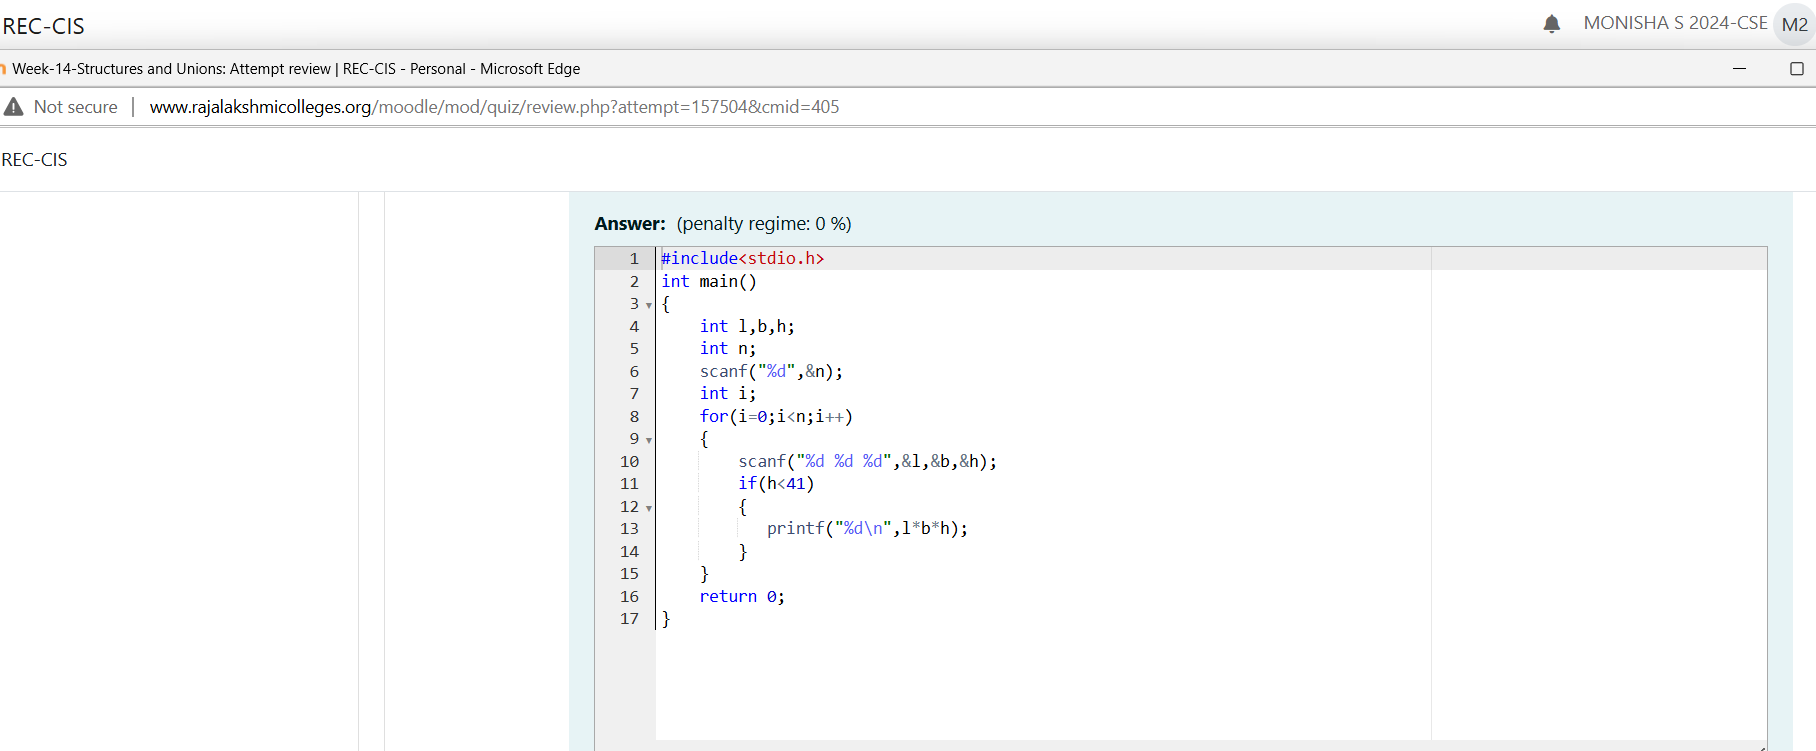 REC-CIS
MONISHA S 2024-CSE M2
Week-14-Structures and Unions: Attempt review | REC-CIS - Personal - Microsoft Edge
Not secure | www.rajalakshmicolleges.org/moodle/mod/quiz/review.php?attempt=157504&cmid=405
REC-CIS
Answer: (penalty regime: 0 %)
1 #include<stdio.h>
2 int main()
3 {
4 int l,b,h;
5 int n;
6 scanf("%d",&n);
7 int i;
8 for(i=0;i<n;i++)
9 {
10 scanf("%d %d %d",&l,&b,&h);
11 if(h<41)
12 {
13 printf("%d\n",l*b*h);
14 }
15 }
16 return 0;
17 }